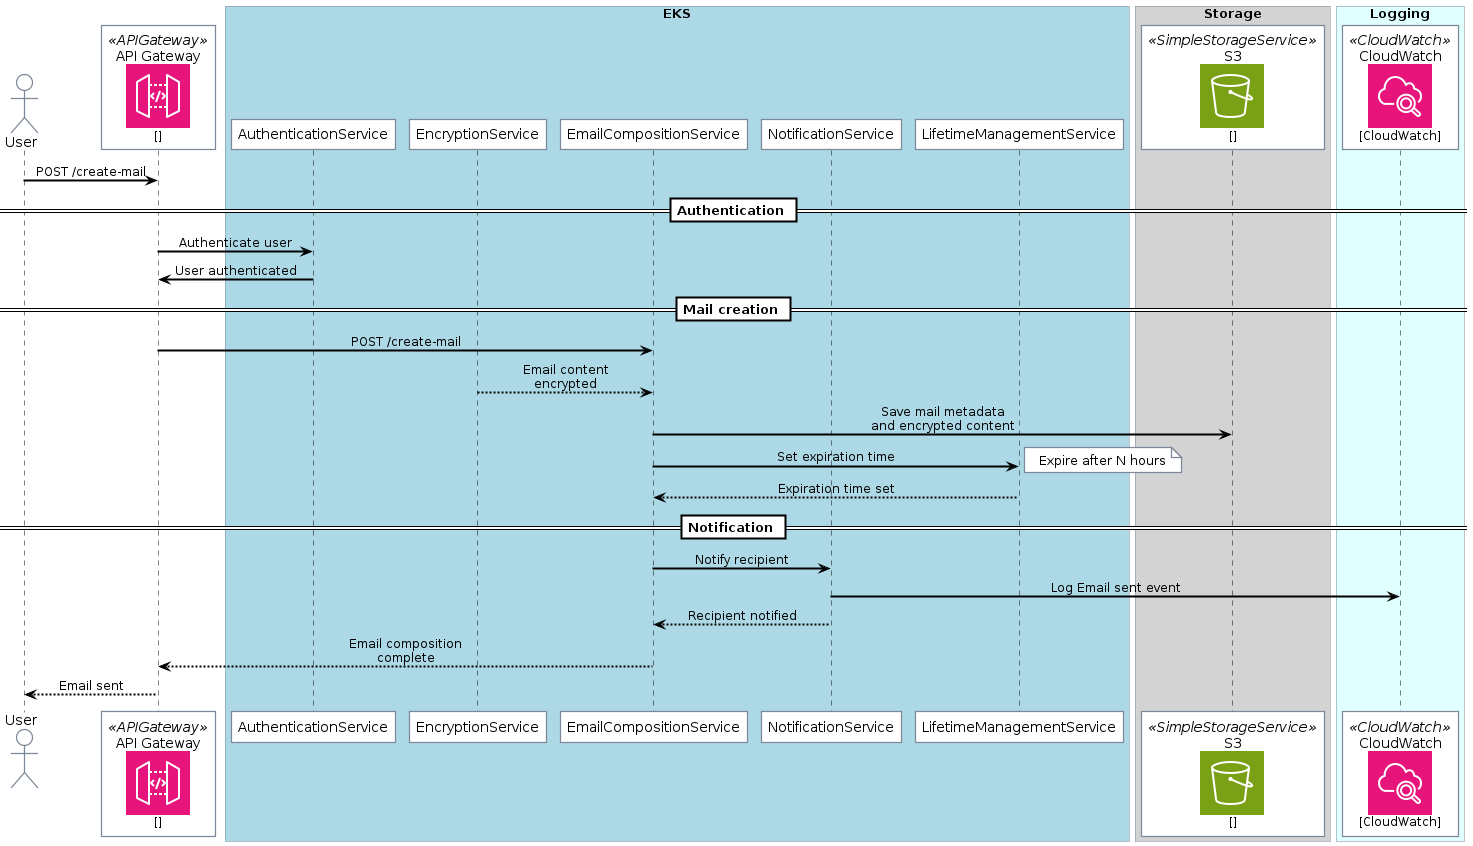 EKS
Storage
Logging
«APIGateway»
API Gateway
[]
«SimpleStorageService»
S3
[]
«CloudWatch»
CloudWatch
[CloudWatch]
User
AuthenticationService
EncryptionService
EmailCompositionService
NotificationService
LifetimeManagementService
POST /create-mail
Authentication
Authenticate user
User authenticated
Mail creation
POST /create-mail
Email content
encrypted
Save mail metadata
and encrypted content
Set expiration time
Expire after N hours
Expiration time set
Notification
Notify recipient
Log Email sent event
Recipient notified
Email composition
complete
Email sent
User
«APIGateway»
API Gateway
[]
AuthenticationService
EncryptionService
EmailCompositionService
NotificationService
LifetimeManagementService
«SimpleStorageService»
S3
[]
«CloudWatch»
CloudWatch
[CloudWatch]